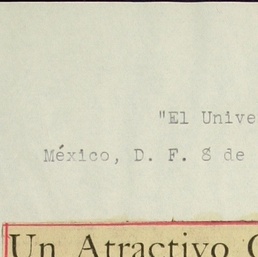 "El Unive
México, D. F. 8 de
Un Atractivo